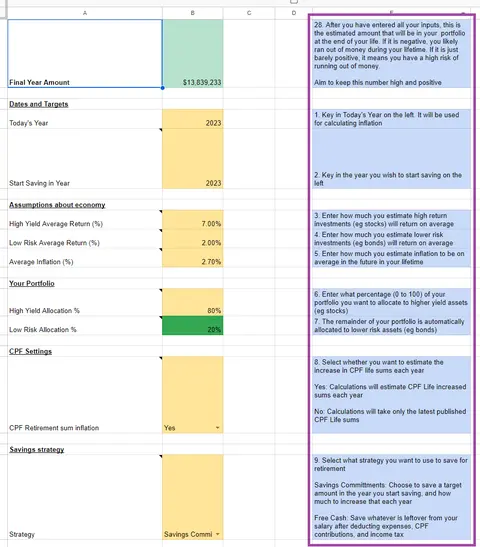 A
B
C
D
28. After you have entered all your inputs, this is
the estimated amount that will be in your portfolio
at the end of your life. If it is negative, you likely
ran out of money during your lifetime. If it is just
barely positive, it means you have a high risk of
running out of money.
Aim to keep this number high and positive
Final Year Amount
$13,839,233
Dates and Targets
Today's Year
2023
1. Key in Today's Year on the left. It will be used
for calculating inflation
Start Saving in Year
2023
2. Key in the year you wish to start saving on the
left
Assumptions about economy
High Yield Average Return (%)
7.00%
3. Enter how much you estimate high return
investments (eg stocks) will return on average
Low Risk Average Return (%)
2.00%
4. Enter how much you estimate lower risk
investments (eg bonds) will return on average
Average Inflation (%)
2.70%
5. Enter how much you estimate inflation to be on
average in the future in your lifetime
Your Portfolio
High Yield Allocation %
80%
6. Enter what percentage (0 to 100) of your
portfolio you want to allocate to higher yield assets
(eg stocks)
Low Risk Allocation %
20%
7. The remainder of your portfolio is automatically
allocated to lower risk assets (eg bonds)
CPF Settings
8. Select whether you want to estimate the
increase in CPF life sums each year
Yes: Calculations will estimate CPF Life increased
sums each year
No: Calculations will take only the latest published
CPF Life sums
CPF Retirement sum inflation
Yes
Savings strategy
9. Select what strategy you want to use to save for
retirement
Savings Committments: Choose to save a target
amount in the year you start saving, and how
much to increase that each year
Free Cash: Save whatever is leftover from your
salary after deducting expenses, CPF
contributions, and income tax
Strategy
Savings Commi